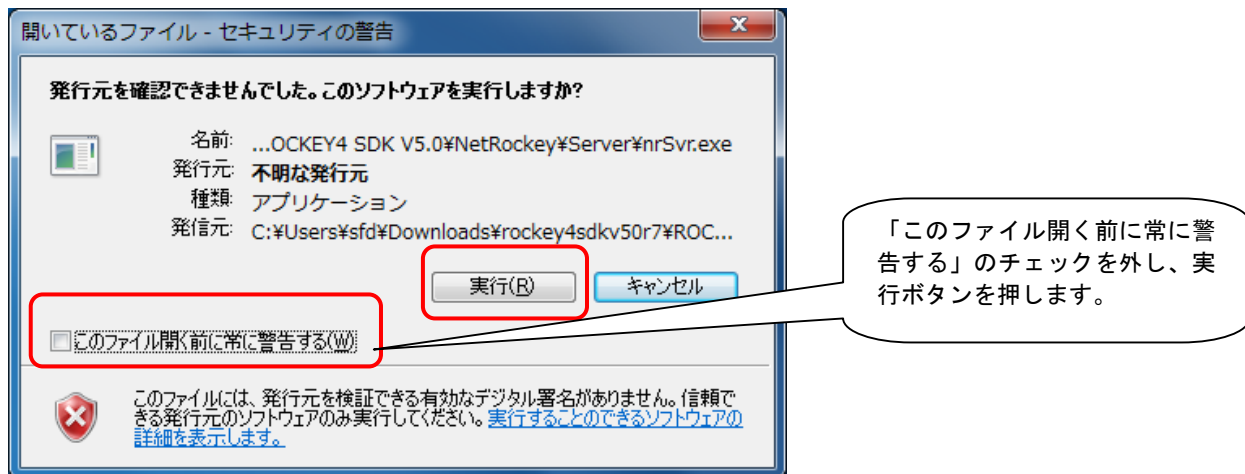 開いているファイル - セキュリティの警告
発行元を確認できませんでした。このソフトウェアを実行しますか?
名前: ...OCKEY4 SDK V5.0¥NetRockey¥Server¥nrSvr.exe
発行元: 不明な発行元
種類: アプリケーション
発信元: C:¥Users¥sfd¥Downloads¥rockey4sdkv50r7¥ROC...
実行(R) キャンセル
このファイル開く前に常に警告する(W)
このファイルには、発行元を検証できる有効なデジタル署名がありません。信頼で
きる発行元のソフトウェアのみ実行してください。実行することのできるソフトウェアの
詳細を表示します。
「このファイル開く前に常に警
告する」のチェックを外し、実
行ボタンを押します。